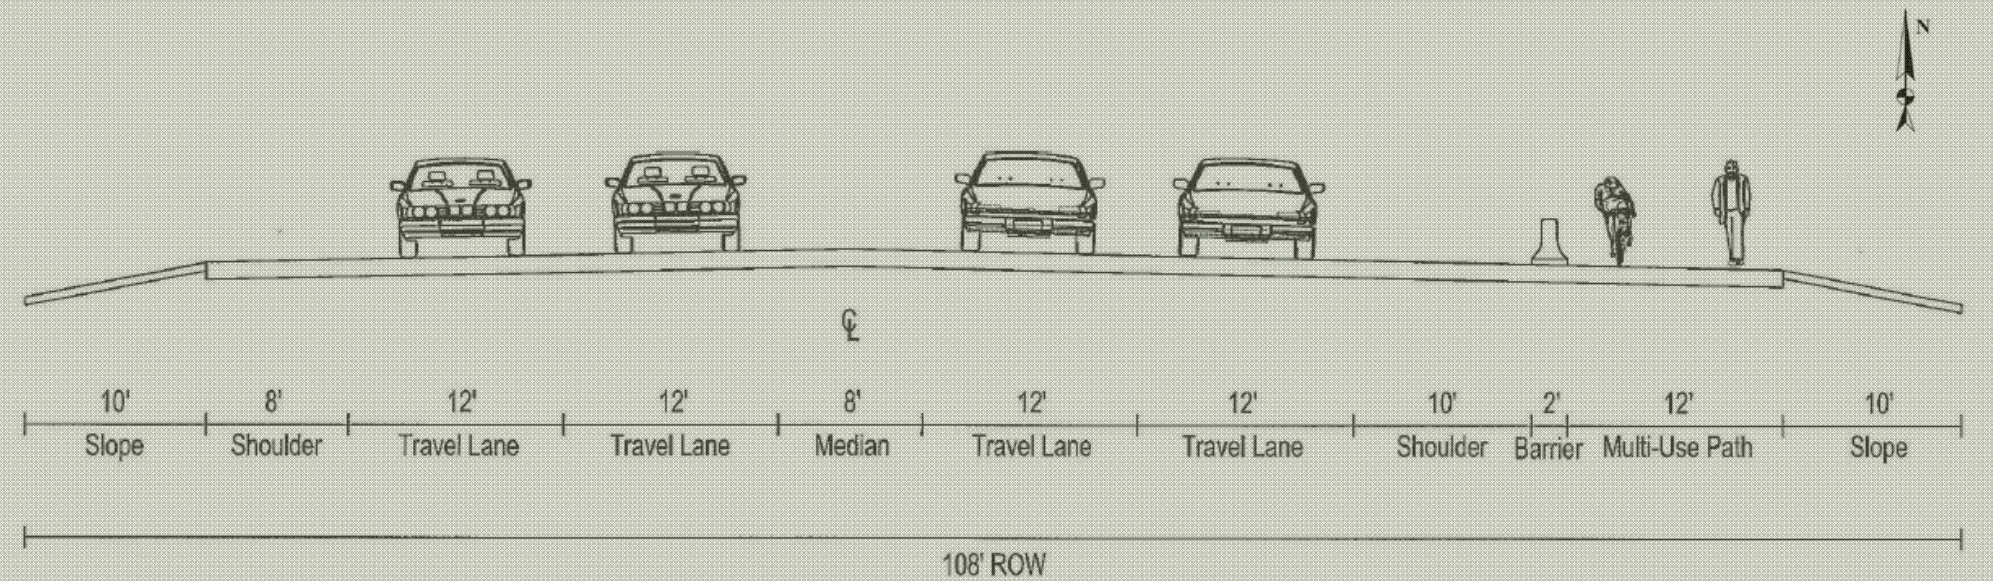 N
℄
10' 8' 12' 12' 8' 12' 12' 10' 2' 12' 10'
Slope Shoulder Travel Lane Travel Lane Median Travel Lane Travel Lane Shoulder Barrier Multi-Use Path Slope
108' ROW